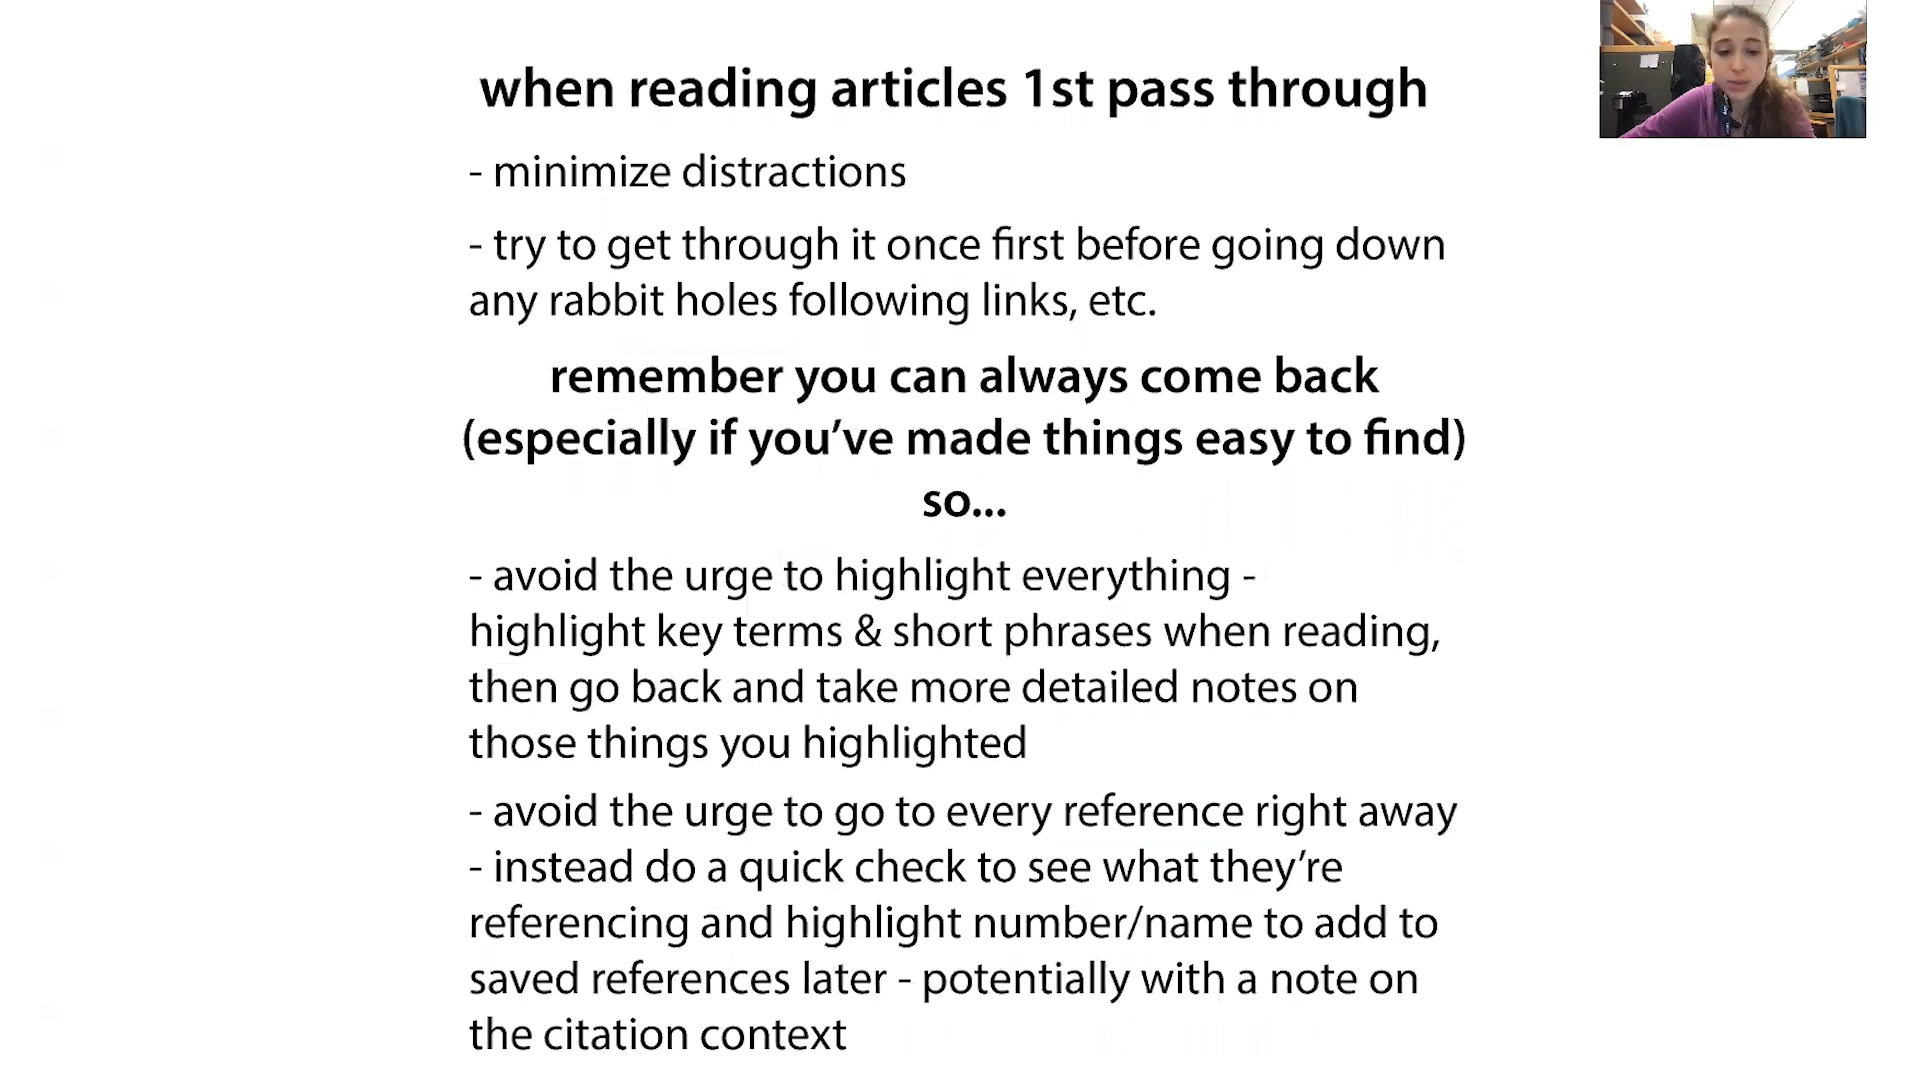 when reading articles 1st pass through
- minimize distractions
- try to get through it once first before going down
any rabbit holes following links, etc.
remember you can always come back
(especially if you’ve made things easy to find)
so...
- avoid the urge to highlight everything -
highlight key terms & short phrases when reading,
then go back and take more detailed notes on
those things you highlighted
- avoid the urge to go to every reference right away
- instead do a quick check to see what they’re
referencing and highlight number/name to add to
saved references later - potentially with a note on
the citation context